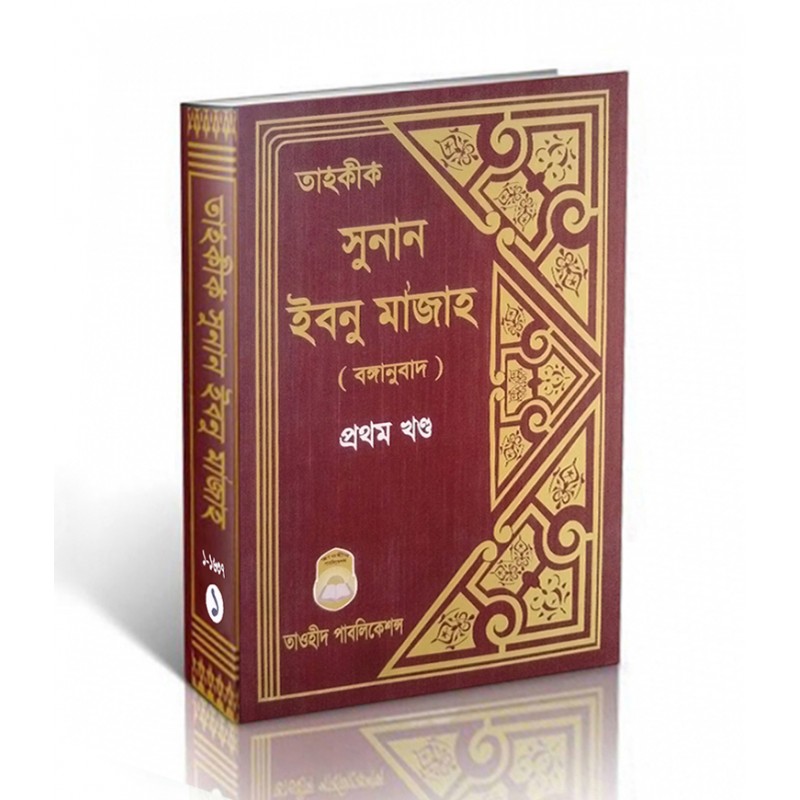 তাহকীক
সুনান
ইবনু মা'জাহ
( বঙ্গানুবাদ )
প্রথম খণ্ড
তাওহীদ পাবলিকেশন্স
তাহকীক সুনান ইবনু মা'জাহ
১